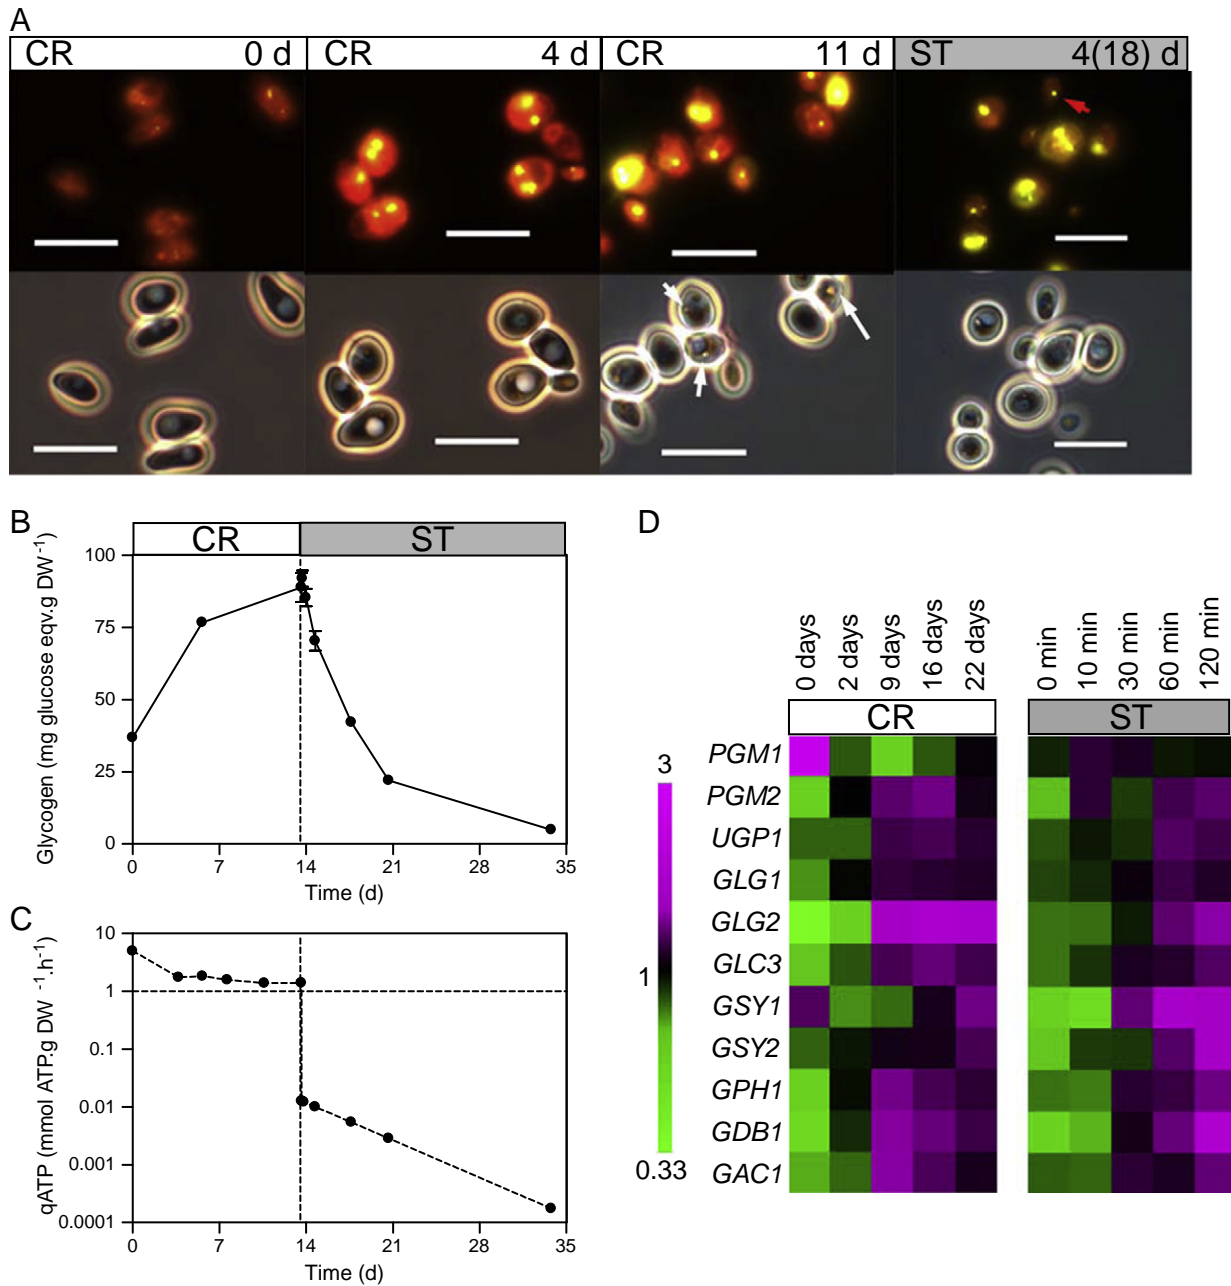 A
CR 0 d CR 4 d CR 11 d ST 4(18) d
B
CR ST
Glycogen (mg glucose eqv.g DW⁻¹)
100
75
50
25
0
0 7 14 21 28 35
Time (d)
C
qATP (mmol ATP.g DW ⁻¹.h⁻¹)
10
1
0.1
0.01
0.001
0.0001
0 7 14 21 28 35
Time (d)
D
0 days 2 days 9 days 16 days 22 days 0 min 10 min 30 min 60 min 120 min
CR ST
3
1
0.33
PGM1
PGM2
UGP1
GLG1
GLG2
GLC3
GSY1
GSY2
GPH1
GDB1
GAC1